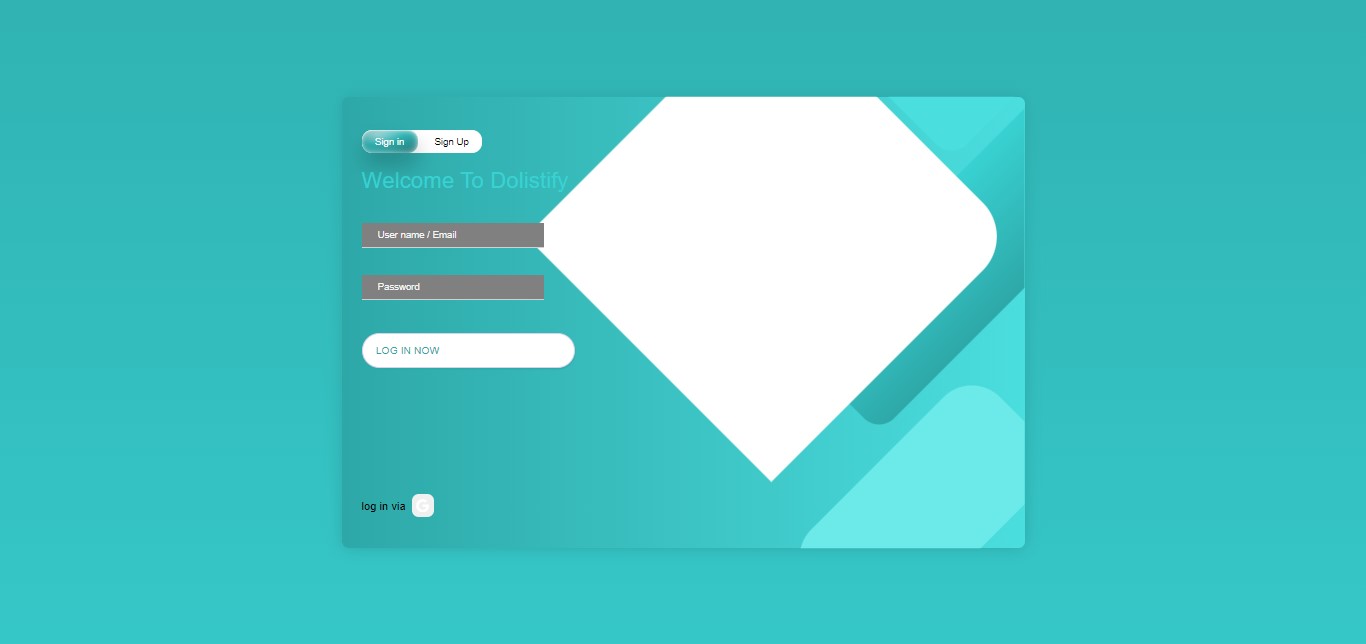 Sign in Sign Up
Welcome To Dolistify
User name / Email
Password
LOG IN NOW
log in via G